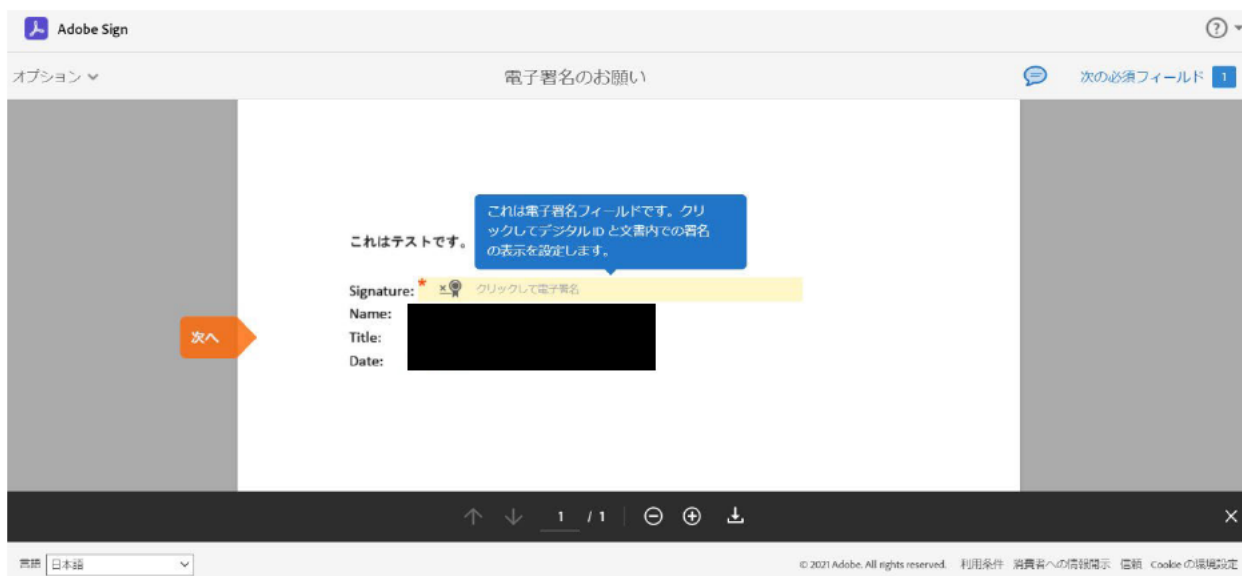 Adobe Sign
?
オプション
電子署名のお願い
次の必須フィールド 1
これは電子署名フィールドです。クリ
ックしてデジタル ID と文書内での署名
の表示を設定します。
これはテストです。
Signature: * × クリックして電子署名
Name:
次へ
Title:
Date:
1 / 1
言語 日本語
© 2021 Adobe. All rights reserved. 利用条件 消費者への情報開示 信頼 Cookie の環境設定